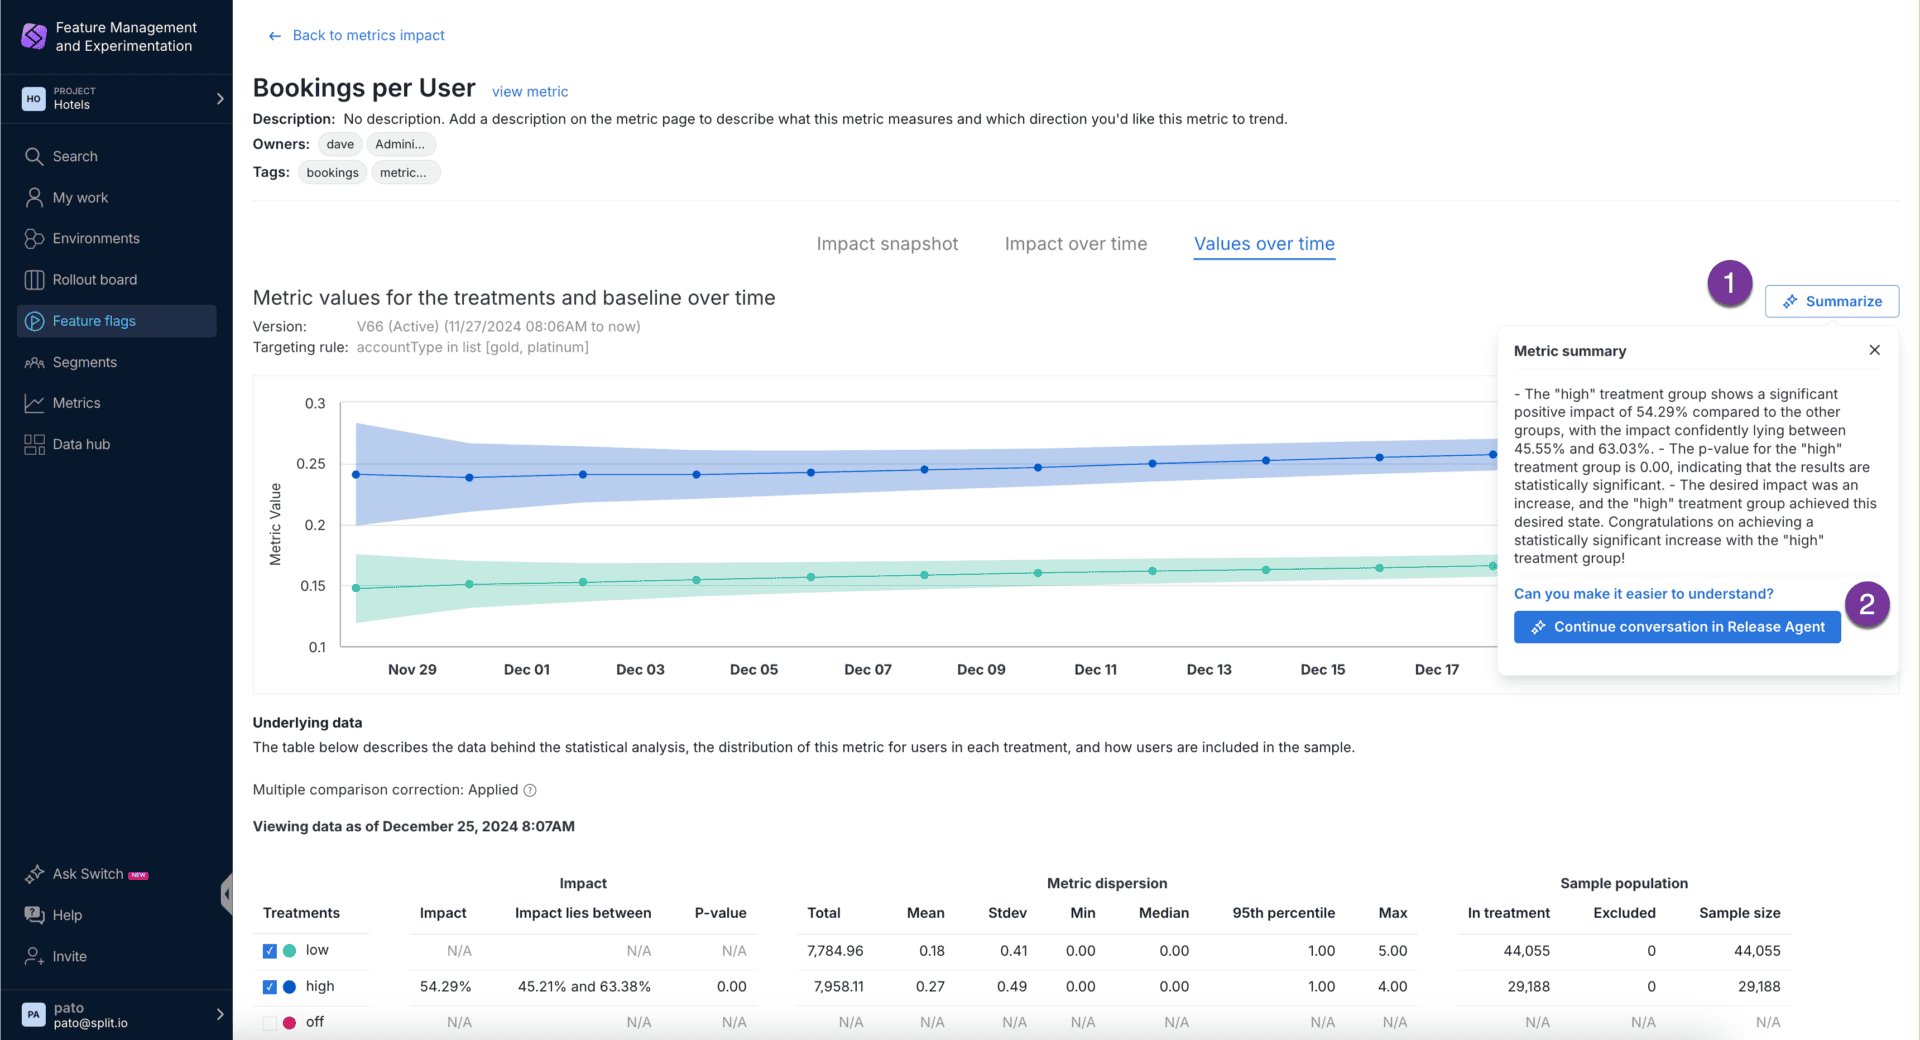 Feature Management
and Experimentation
HO
PROJECT
Hotels
Search
My work
Environments
Rollout board
Feature flags
Segments
Metrics
Data hub
Ask Switch NEW
Help
Invite
PA
pato
pato@split.io
Back to metrics impact
Bookings per User view metric
Description: No description. Add a description on the metric page to describe what this metric measures and which direction you'd like this metric to trend.
Owners: dave Admini...
Tags: bookings metric...
Impact snapshot Impact over time Values over time
1
Summarize
Metric values for the treatments and baseline over time
Version: V66 (Active) (11/27/2024 08:06AM to now)
Targeting rule: accountType in list [gold, platinum]
Metric Value
0.3
0.25
0.2
0.15
0.1
Nov 29 Dec 01 Dec 03 Dec 05 Dec 07 Dec 09 Dec 11 Dec 13 Dec 15 Dec 17
Metric summary
- The "high" treatment group shows a significant
positive impact of 54.29% compared to the other
groups, with the impact confidently lying between
45.55% and 63.03%. - The p-value for the "high"
treatment group is 0.00, indicating that the results are
statistically significant. - The desired impact was an
increase, and the "high" treatment group achieved this
desired state. Congratulations on achieving a
statistically significant increase with the "high"
treatment group!
Can you make it easier to understand?
2
Continue conversation in Release Agent
Underlying data
The table below describes the data behind the statistical analysis, the distribution of this metric for users in each treatment, and how users are included in the sample.
Multiple comparison correction: Applied ?
Viewing data as of December 25, 2024 8:07AM
Impact Metric dispersion Sample population
Treatments Impact Impact lies between P-value Total Mean Stdev Min Median 95th percentile Max In treatment Excluded Sample size
low N/A N/A N/A 7,784.96 0.18 0.41 0.00 0.00 1.00 5.00 44,055 0 44,055
high 54.29% 45.21% and 63.38% 0.00 7,958.11 0.27 0.49 0.00 0.00 1.00 4.00 29,188 0 29,188
off N/A N/A N/A N/A N/A N/A N/A N/A N/A N/A N/A N/A N/A